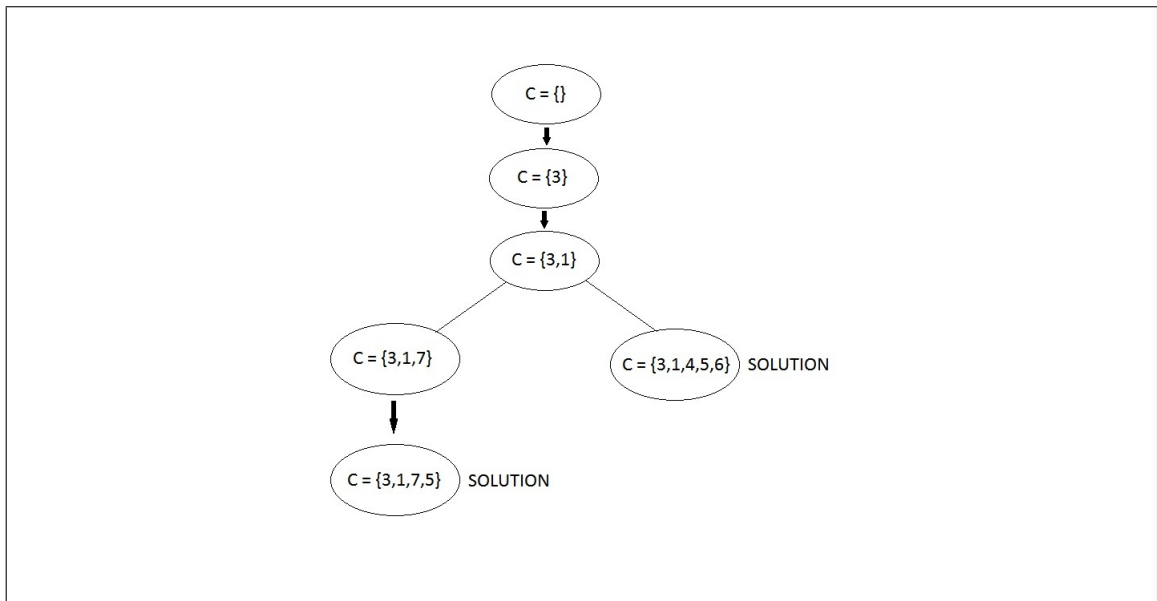 C = {}
C = {3}
C = {3,1}
C = {3,1,7}
C = {3,1,4,5,6} SOLUTION
C = {3,1,7,5} SOLUTION